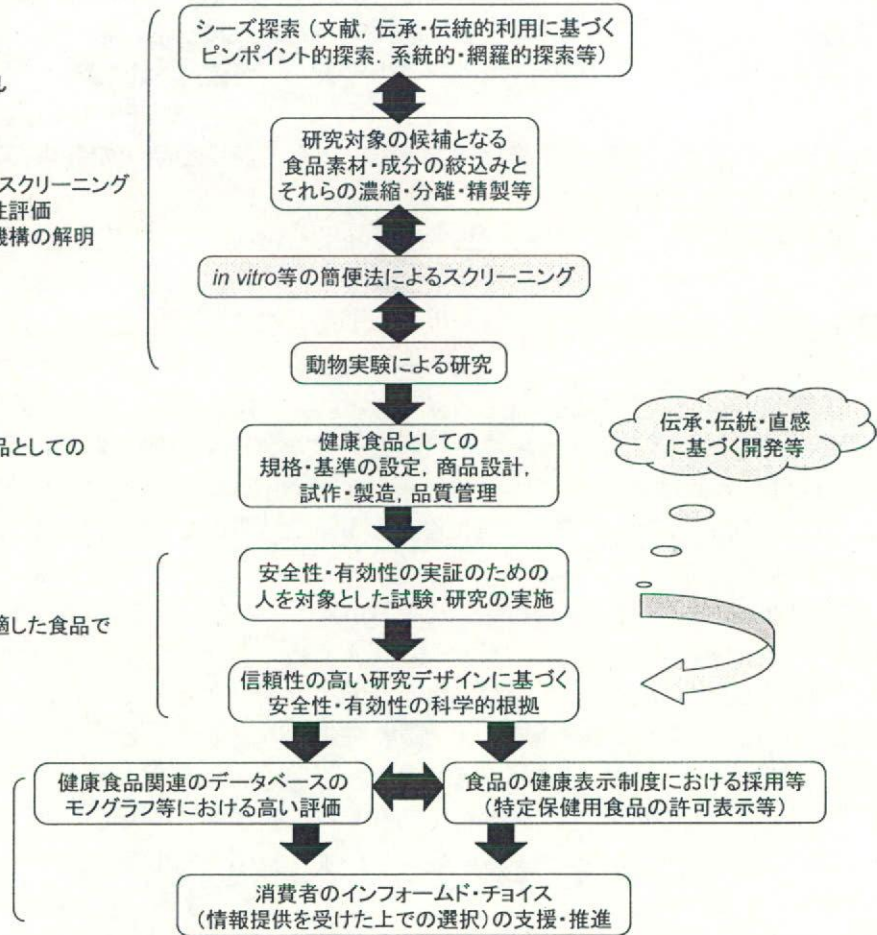 シーズ探索（文献，伝承・伝統的利用に基づく
ピンポイント的探索，系統的・網羅的探索等）
研究対象の候補となる
食品素材・成分の絞込みと
それらの濃縮・分離・精製等
スクリーニング
性評価
機構の解明
in vitro等の簡便法によるスクリーニング
動物実験による研究
品としての
健康食品としての
規格・基準の設定，商品設計，
試作・製造，品質管理
伝承・伝統・直感
に基づく開発等
安全性・有効性の実証のための
人を対象とした試験・研究の実施
適した食品で
信頼性の高い研究デザインに基づく
安全性・有効性の科学的根拠
健康食品関連のデータベースの
モノグラフ等における高い評価
食品の健康表示制度における採用等
（特定保健用食品の許可表示等）
消費者のインフォームド・チョイス
（情報提供を受けた上での選択）の支援・推進